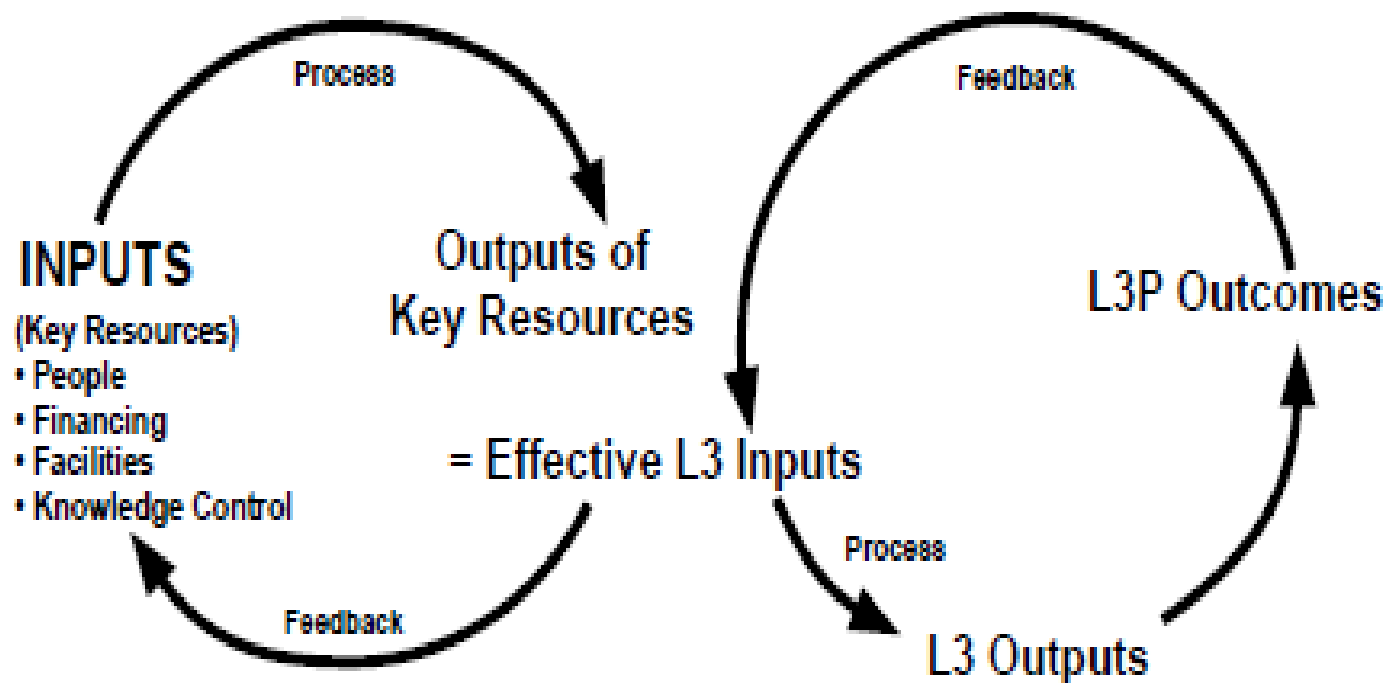 Process
INPUTS
(Key Resources)
• People
• Financing
• Facilities
• Knowledge Control
Outputs of
Key Resources
= Effective L3 Inputs
Feedback
Feedback
L3P Outcomes
Process
L3 Outputs